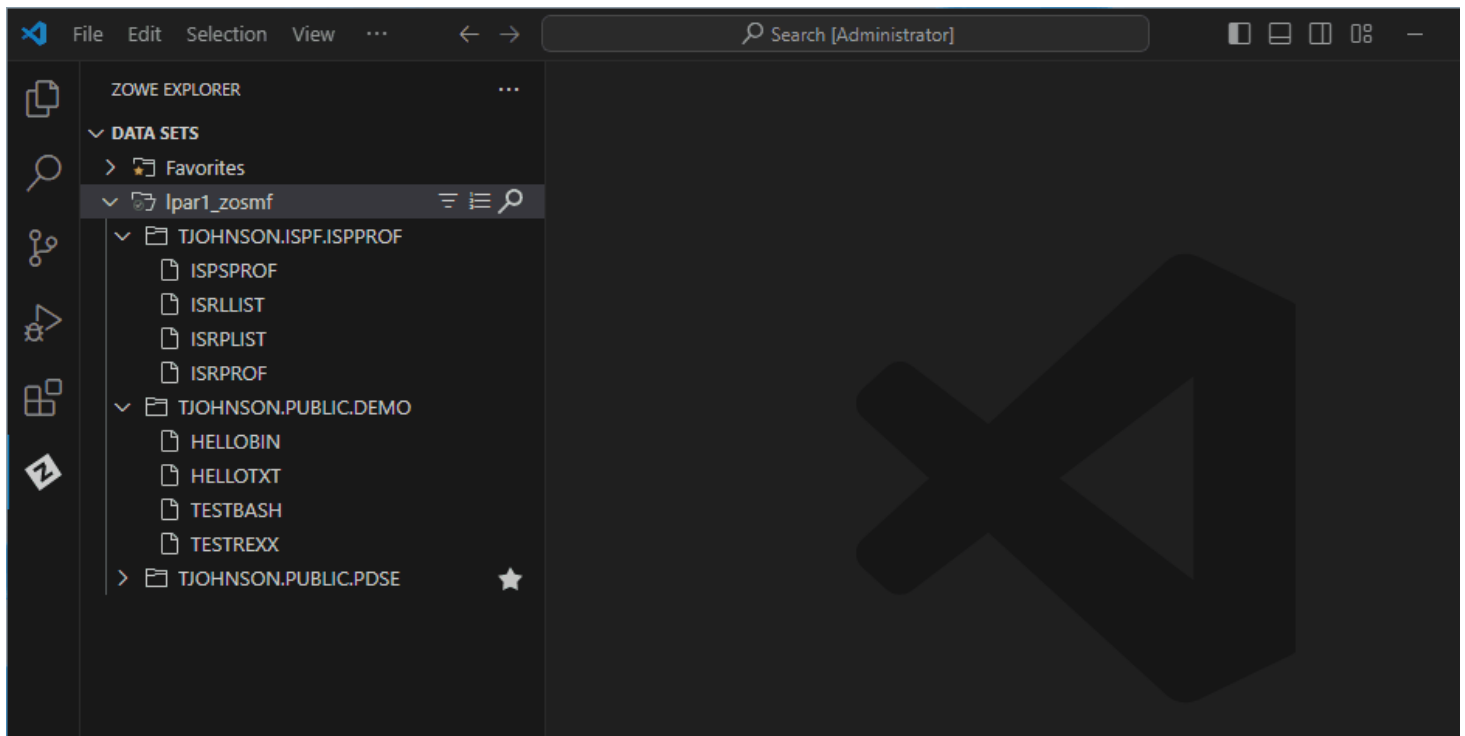 File Edit Selection View ··· ← → Search [Administrator]
ZOWE EXPLORER ···
DATA SETS
Favorites
lpar1_zosmf
TJOHNSON.ISPF.ISPPROF
ISPSPROF
ISRLLIST
ISRPLIST
ISRPROF
TJOHNSON.PUBLIC.DEMO
HELLOBIN
HELLOTXT
TESTBASH
TESTREXX
TJOHNSON.PUBLIC.PDSE